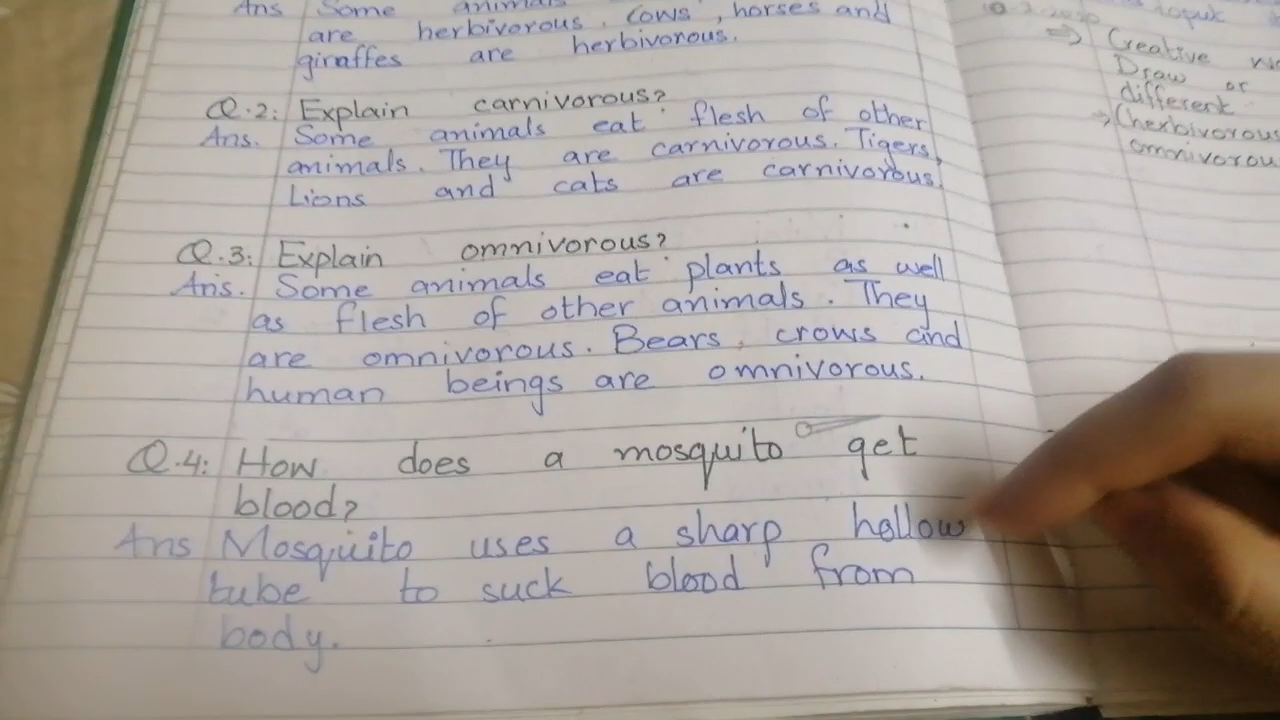 Ans Some animals
are herbivorous. Cows, horses and
giraffes are herbivorous.
Q.2: Explain carnivorous?
Ans. Some animals eat flesh of other
animals. They are carnivorous. Tigers,
Lions and cats are carnivorous.
Q.3: Explain omnivorous?
Ans. Some animals eat plants as well
as flesh of other animals. They
are omnivorous. Bears, crows and
human beings are omnivorous.
Q.4: How does a mosquito get
blood?
Ans Mosquito uses a sharp hollow
tube to suck blood from
body.
⇒ Creative
Draw or
different
→ (herbivorous
omnivorou